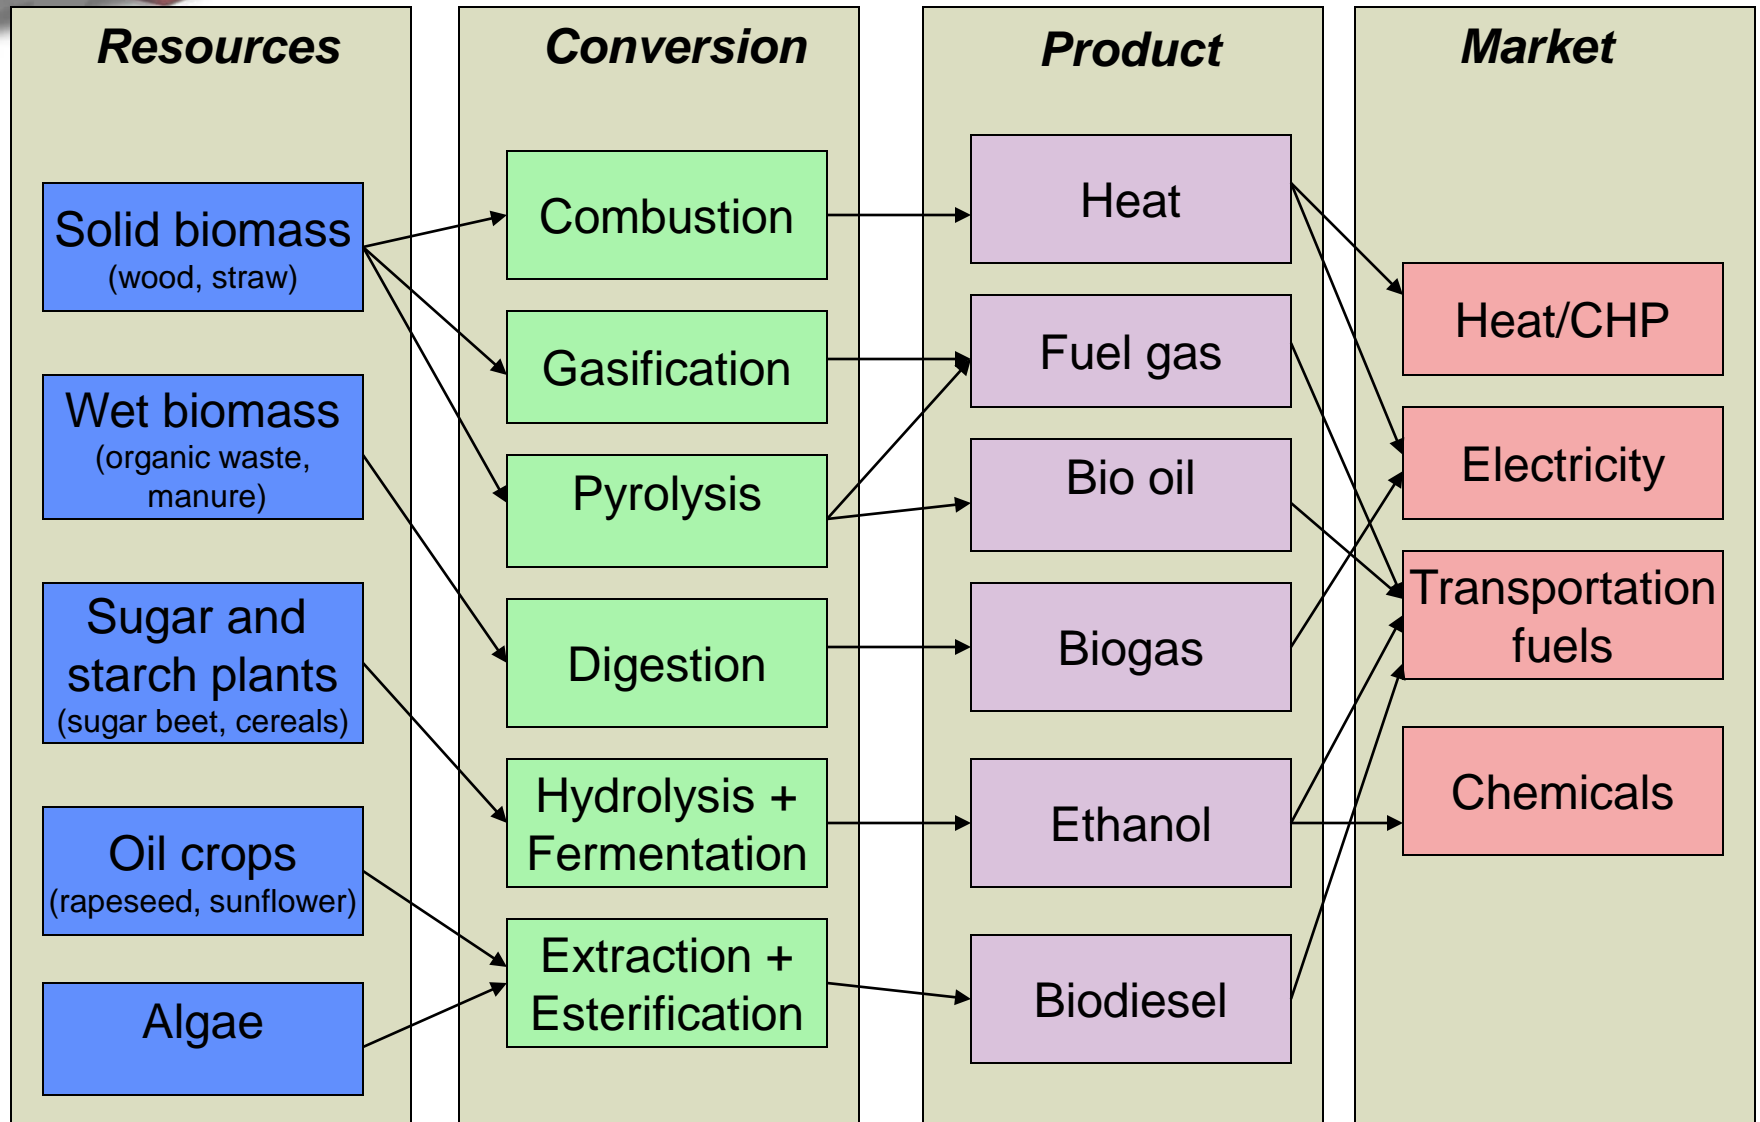 Resources
Conversion
Product
Market
Solid biomass
(wood, straw)
Wet biomass
(organic waste,
manure)
Sugar and
starch plants
(sugar beet, cereals)
Oil crops
(rapeseed, sunflower)
Algae
Combustion
Gasification
Pyrolysis
Digestion
Hydrolysis +
Fermentation
Extraction +
Esterification
Heat
Fuel gas
Bio oil
Biogas
Ethanol
Biodiesel
Heat/CHP
Electricity
Transportation
fuels
Chemicals